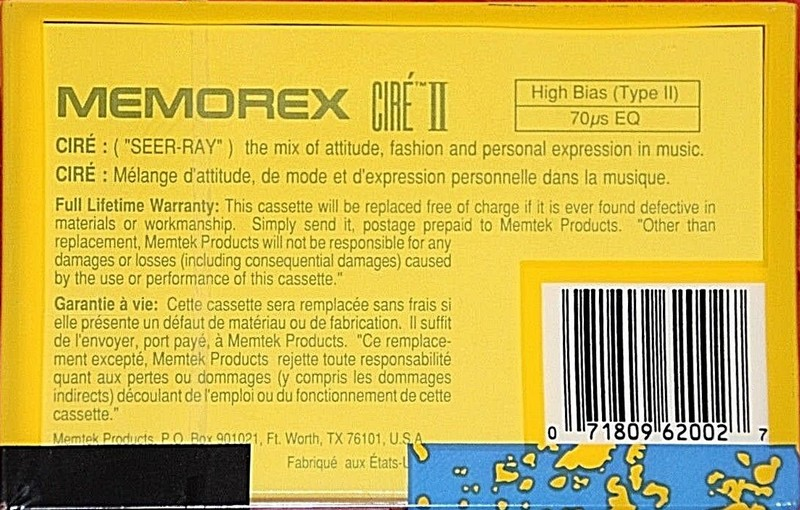 MEMOREX CIRÉ™ II
High Bias (Type II)
70µs EQ
CIRÉ : ( "SEER-RAY" ) the mix of attitude, fashion and personal expression in music.
CIRÉ : Mélange d'attitude, de mode et d'expression personnelle dans la musique.
Full Lifetime Warranty: This cassette will be replaced free of charge if it is ever found defective in
materials or workmanship. Simply send it, postage prepaid to Memtek Products. "Other than
replacement, Memtek Products will not be responsible for any
damages or losses (including consequential damages) caused
by the use or performance of this cassette."
Garantie à vie: Cette cassette sera remplacée sans frais si
elle présente un défaut de matériau ou de fabrication. Il suffit
de l'envoyer, port payé, à Memtek Products. "Ce remplace-
ment excepté, Memtek Products rejette toute responsabilité
quant aux pertes ou dommages (y compris les dommages
indirects) découlant de l'emploi ou du fonctionnement de cette
cassette."
Memtek Products, P.O. Box 901021, Ft. Worth, TX 76101, U.S.A.
Fabriqué aux États-U
0 71809 62002 7